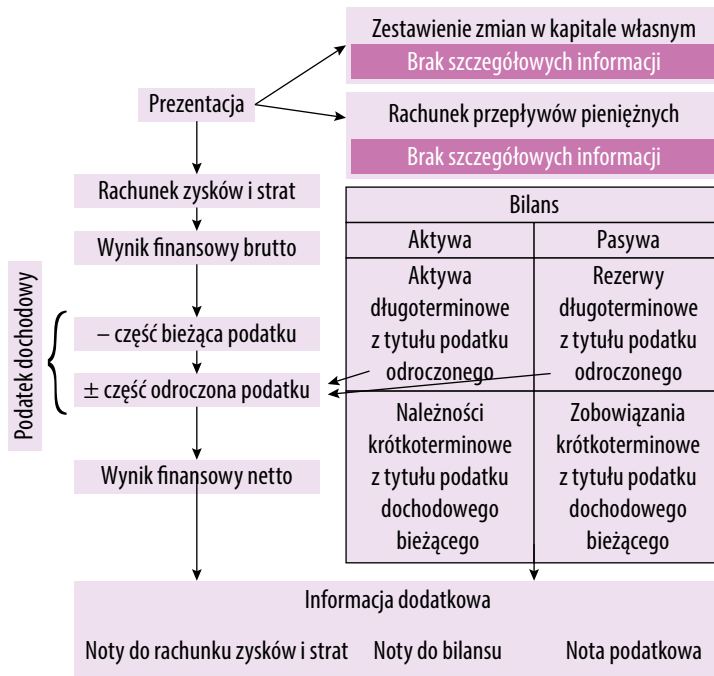 Zestawienie zmian w kapitale własnym
Brak szczegółowych informacji
Prezentacja
Rachunek przepływów pieniężnych
Brak szczegółowych informacji
Rachunek zysków i strat
Wynik finansowy brutto
Podatek dochodowy
– część bieżąca podatku
± część odroczona podatku
Wynik finansowy netto
Bilans
Aktywa
Pasywa
Aktywa
długoterminowe
z tytułu podatku
odroczonego
Rezerwy
długoterminowe
z tytułu podatku
odroczonego
Należności
krótkoterminowe
z tytułu podatku
dochodowego
bieżącego
Zobowiązania
krótkoterminowe
z tytułu podatku
dochodowego
bieżącego
Informacja dodatkowa
Noty do rachunku zysków i strat
Noty do bilansu
Nota podatkowa